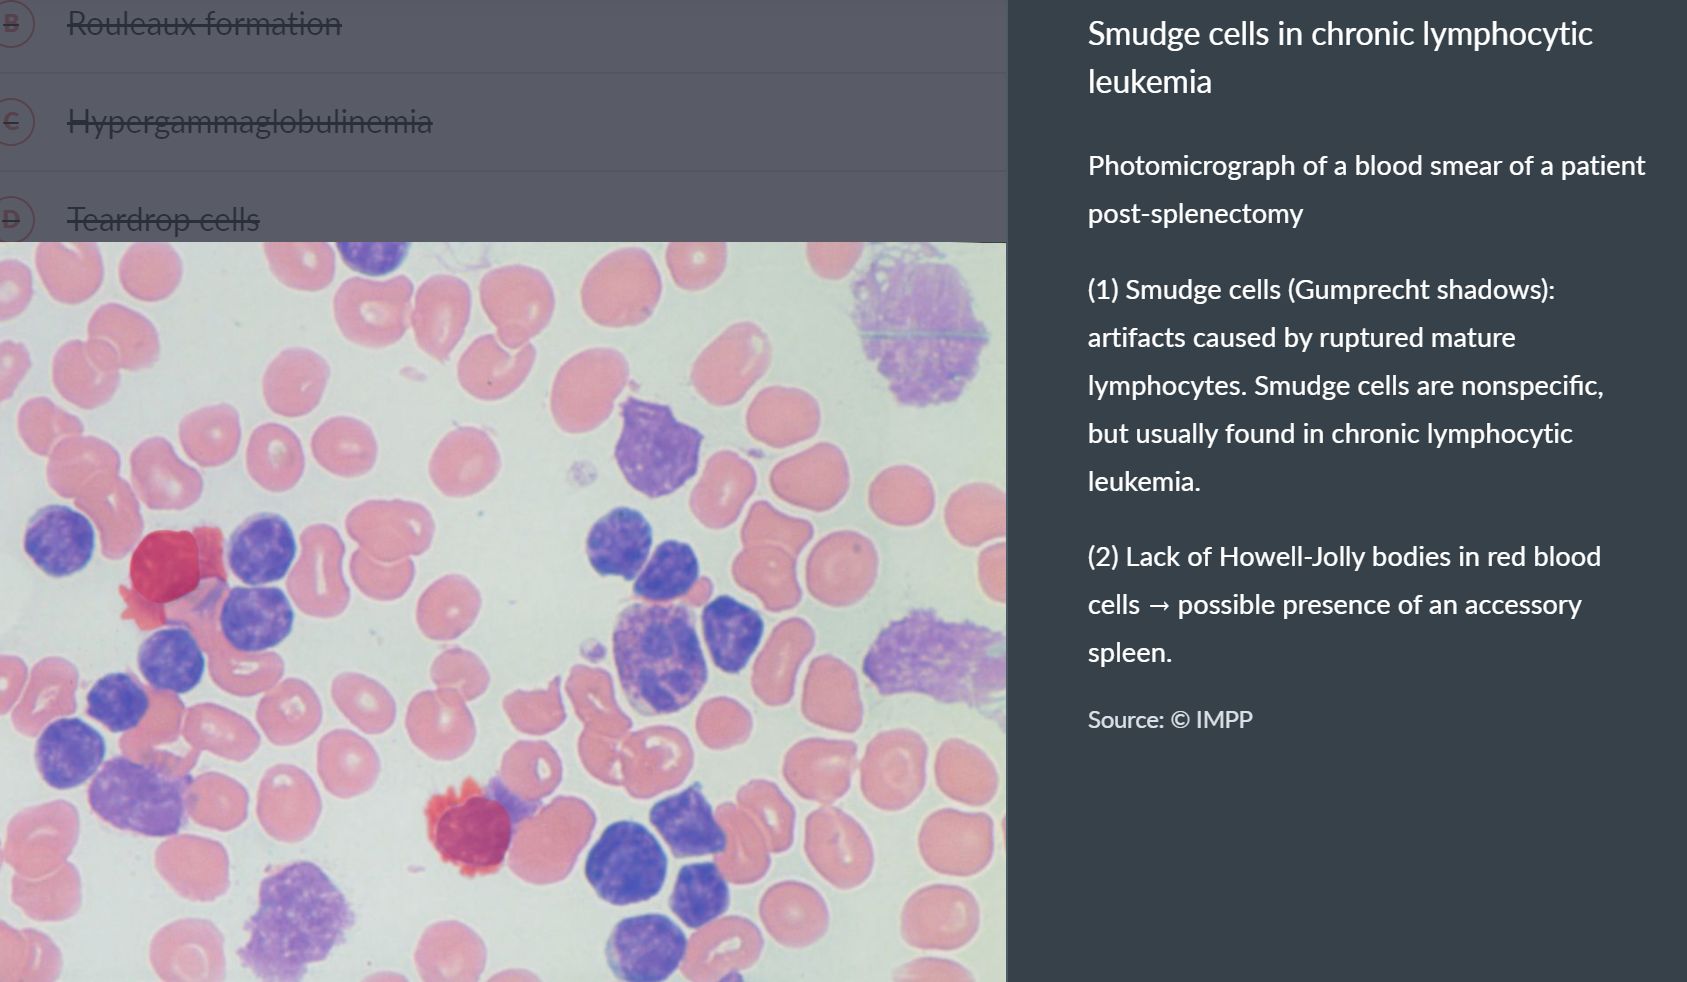 B Rouleaux formation
C Hypergammaglobulinemia
D Teardrop cells
Smudge cells in chronic lymphocytic
leukemia
Photomicrograph of a blood smear of a patient
post-splenectomy
(1) Smudge cells (Gumprecht shadows):
artifacts caused by ruptured mature
lymphocytes. Smudge cells are nonspecific,
but usually found in chronic lymphocytic
leukemia.
(2) Lack of Howell-Jolly bodies in red blood
cells → possible presence of an accessory
spleen.
Source: © IMPP